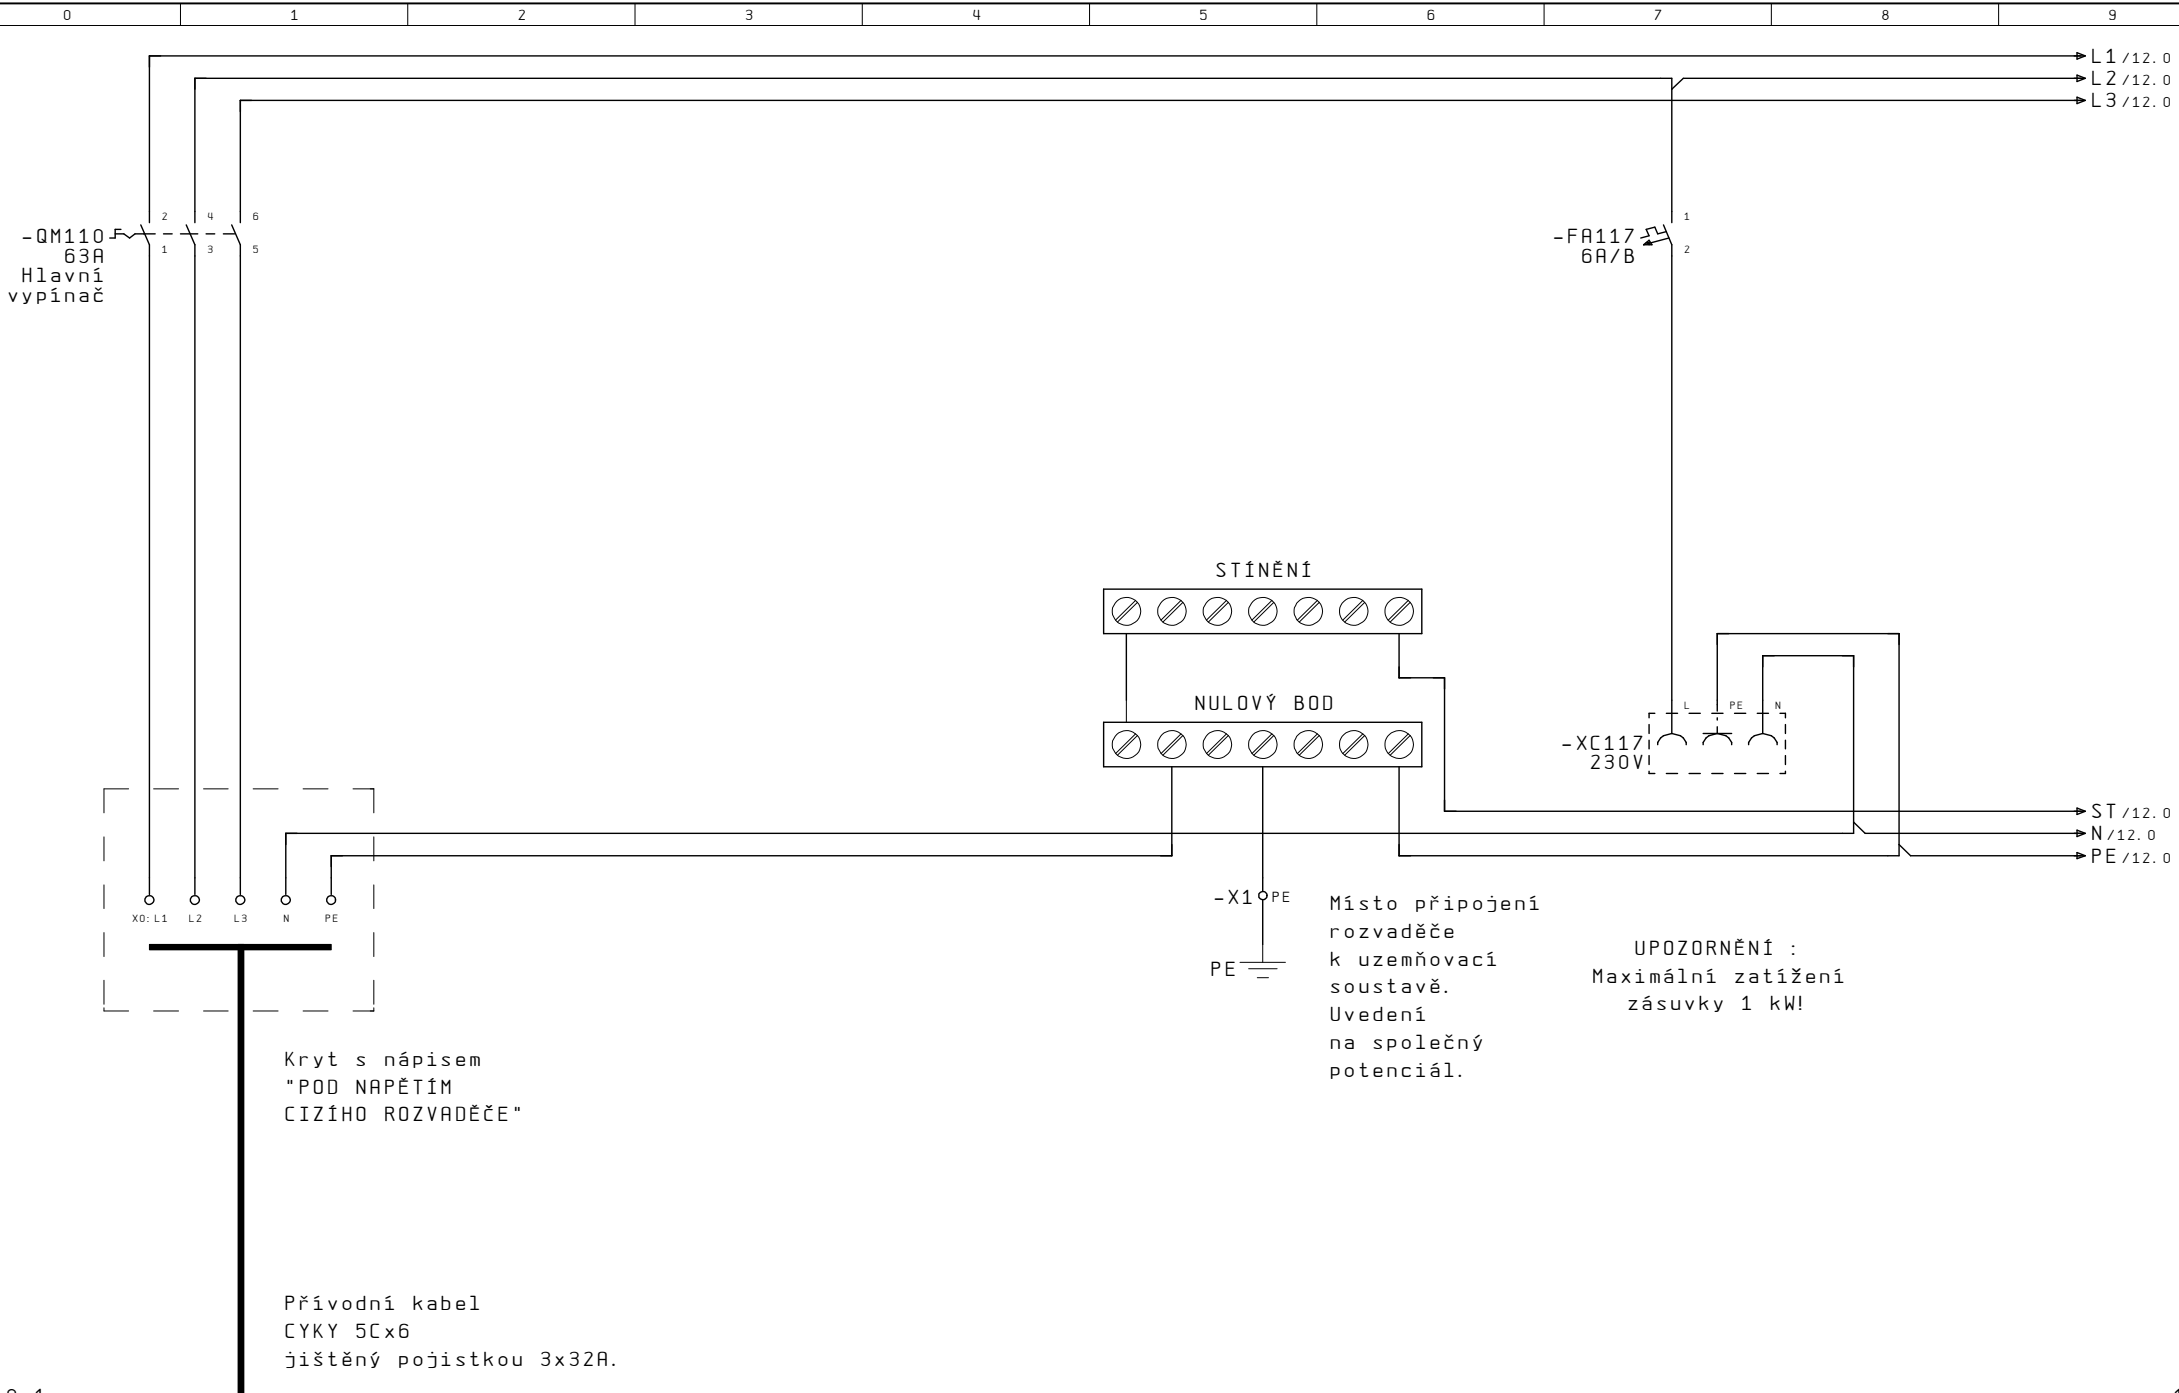 0 1 2 3 4 5 6 7 8 9
L1/12.0
L2/12.0
L3/12.0
2 4 6
1 3 5
-QM110
63A
Hlavní
vypínač
1
-FA117
6A/B
2
STÍNĚNÍ
NULOVÝ BOD
L PE N
-XC117
230V
ST/12.0
N/12.0
PE/12.0
X0:L1 L2 L3 N PE
-X1 PE
PE
Místo připojení
rozvaděče
k uzemňovací
soustavě.
Uvedení
na společný
potenciál.
UPOZORNĚNÍ :
Maximální zatížení
zásuvky 1 kW!
Kryt s nápisem
"POD NAPĚTÍM
CIZÍHO ROZVADĚČE"
Přívodní kabel
CYKY 5Cx6
jištěný pojistkou 3x32A.